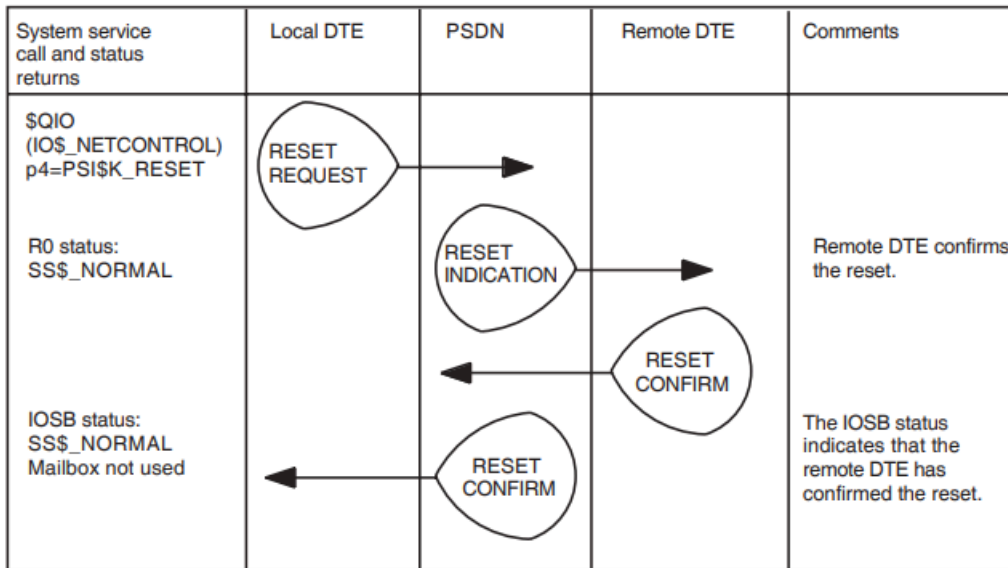 System service
call and status
returns
Local DTE
PSDN
Remote DTE
Comments
$QIO
(IO$_NETCONTROL)
p4=PSI$K_RESET
RESET
REQUEST
R0 status:
SS$_NORMAL
RESET
INDICATION
Remote DTE confirms
the reset.
RESET
CONFIRM
IOSB status:
SS$_NORMAL
Mailbox not used
RESET
CONFIRM
The IOSB status
indicates that the
remote DTE has
confirmed the reset.